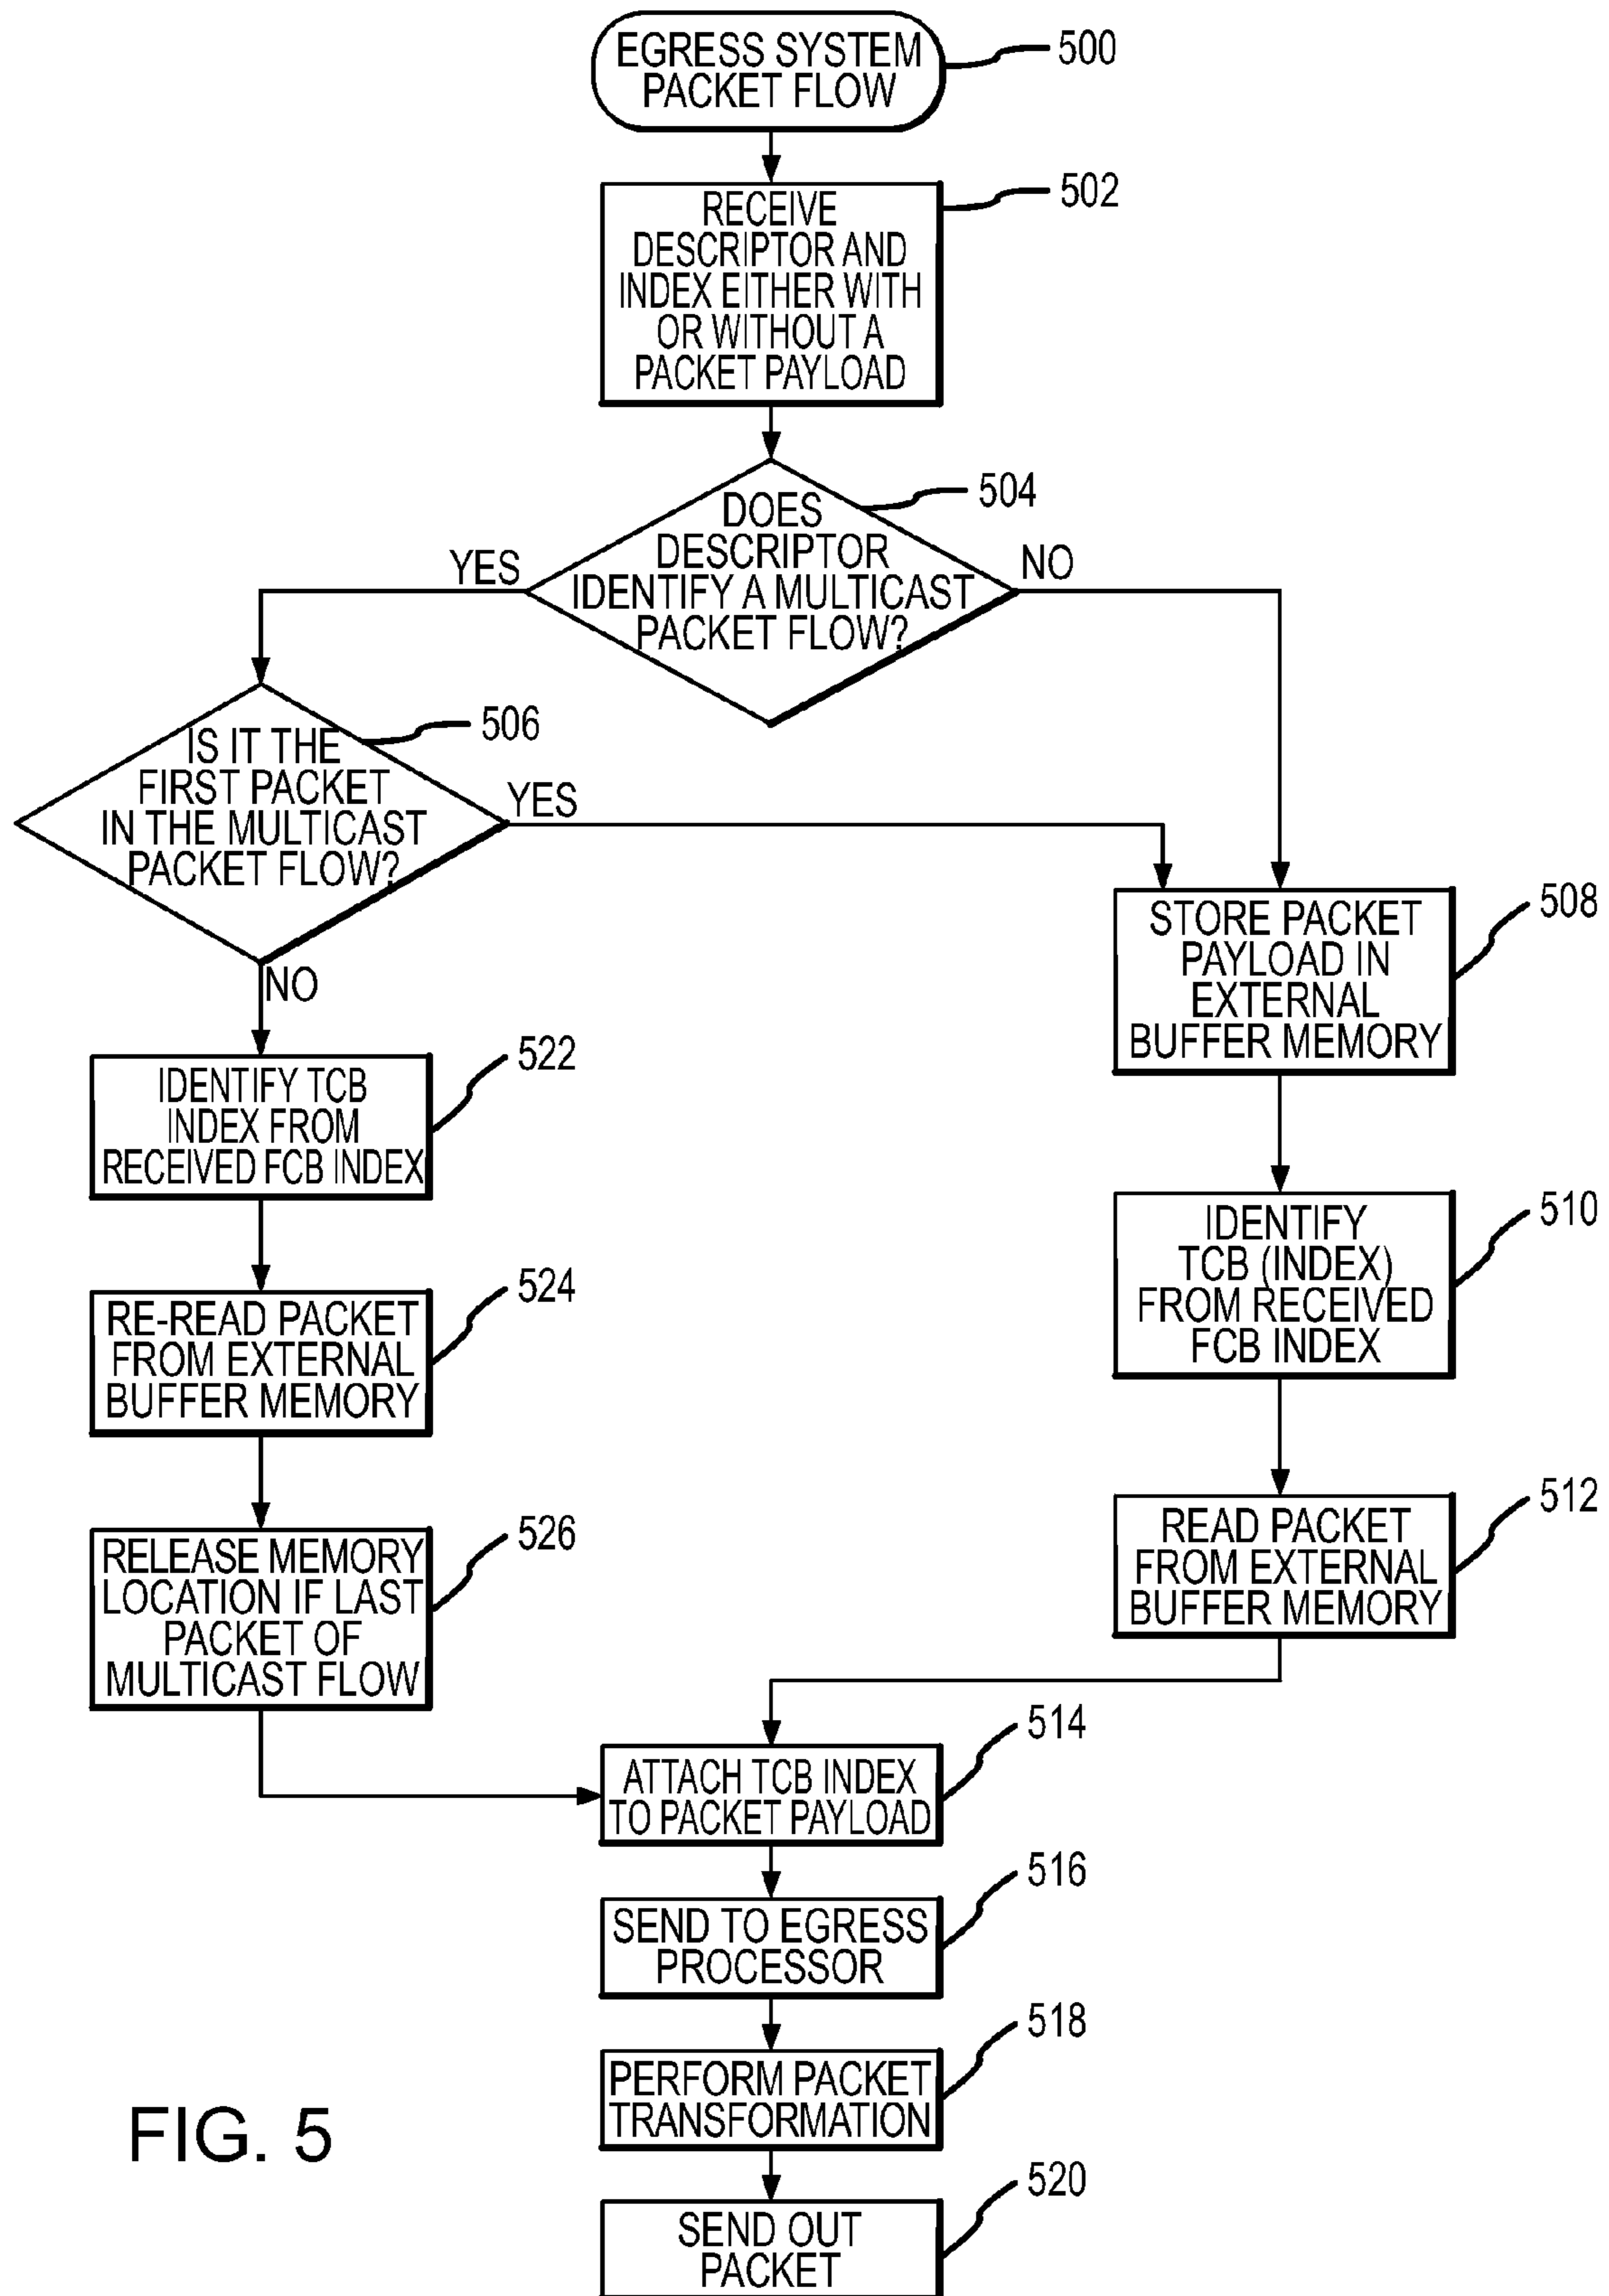 EGRESS SYSTEM
PACKET FLOW
500
RECEIVE
DESCRIPTOR AND
INDEX EITHER WITH
OR WITHOUT A
PACKET PAYLOAD
502
DOES
DESCRIPTOR
IDENTIFY A MULTICAST
PACKET FLOW?
504
YES
NO
IS IT THE
FIRST PACKET
IN THE MULTICAST
PACKET FLOW?
506
YES
NO
STORE PACKET
PAYLOAD IN
EXTERNAL
BUFFER MEMORY
508
IDENTIFY TCB
INDEX FROM
RECEIVED FCB INDEX
522
IDENTIFY
TCB (INDEX)
FROM RECEIVED
FCB INDEX
510
RE-READ PACKET
FROM EXTERNAL
BUFFER MEMORY
524
READ PACKET
FROM EXTERNAL
BUFFER MEMORY
512
RELEASE MEMORY
LOCATION IF LAST
PACKET OF
MULTICAST FLOW
526
ATTACH TCB INDEX
TO PACKET PAYLOAD
514
SEND TO EGRESS
PROCESSOR
516
PERFORM PACKET
TRANSFORMATION
518
SEND OUT
PACKET
520
FIG. 5